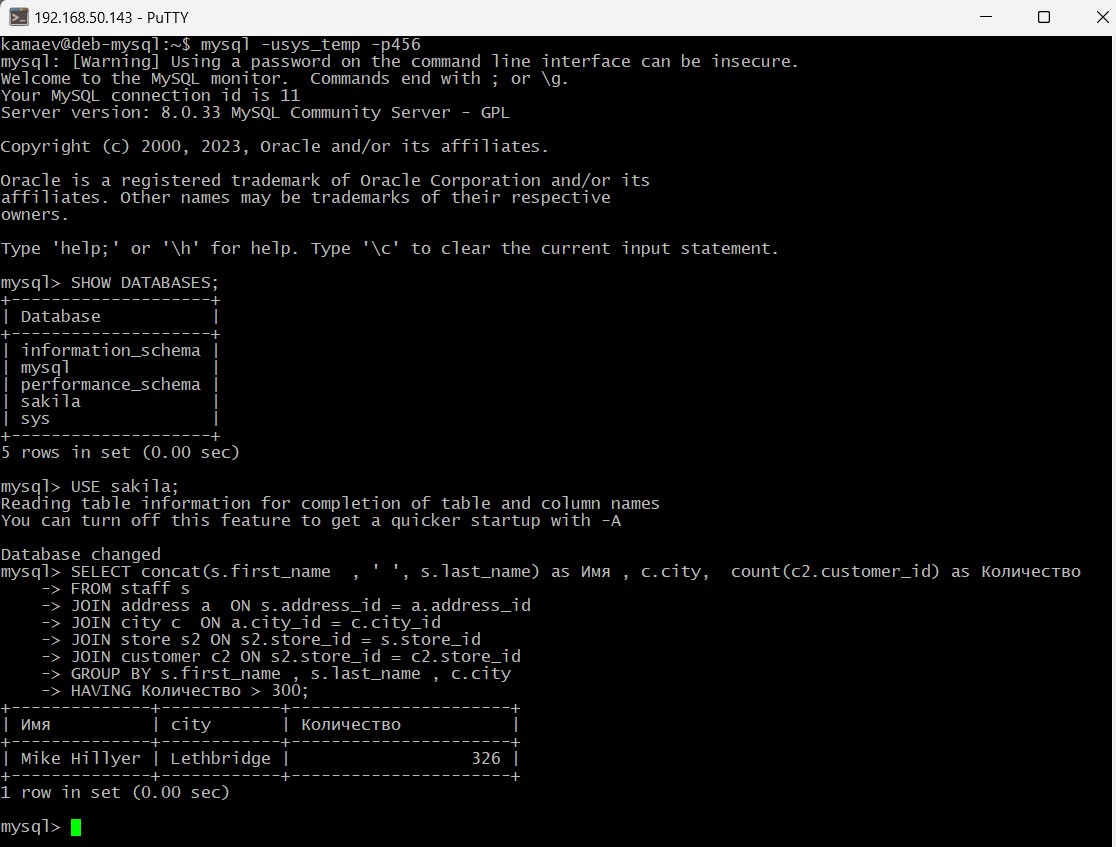 192.168.50.143 - PuTTY
kamaev@deb-mysql:~$ mysql -usys_temp -p456
mysql: [Warning] Using a password on the command line interface can be insecure.
Welcome to the MySQL monitor.  Commands end with ; or \g.
Your MySQL connection id is 11
Server version: 8.0.33 MySQL Community Server - GPL
Copyright (c) 2000, 2023, Oracle and/or its affiliates.
Oracle is a registered trademark of Oracle Corporation and/or its
affiliates. Other names may be trademarks of their respective
owners.
Type 'help;' or '\h' for help. Type '\c' to clear the current input statement.
mysql> SHOW DATABASES;
+--------------------+
| Database           |
+--------------------+
| information_schema |
| mysql              |
| performance_schema |
| sakila             |
| sys                |
+--------------------+
5 rows in set (0.00 sec)
mysql> USE sakila;
Reading table information for completion of table and column names
You can turn off this feature to get a quicker startup with -A
Database changed
mysql> SELECT concat(s.first_name  , ' ', s.last_name) as Имя , c.city,  count(c2.customer_id) as Количество
    -> FROM staff s
    -> JOIN address a  ON s.address_id = a.address_id
    -> JOIN city c  ON a.city_id = c.city_id
    -> JOIN store s2 ON s2.store_id = s.store_id
    -> JOIN customer c2 ON s2.store_id = c2.store_id
    -> GROUP BY s.first_name , s.last_name , c.city
    -> HAVING Количество > 300;
+--------------+------------+----------------------+
| Имя          | city       | Количество           |
+--------------+------------+----------------------+
| Mike Hillyer | Lethbridge |                  326 |
+--------------+------------+----------------------+
1 row in set (0.00 sec)
mysql>